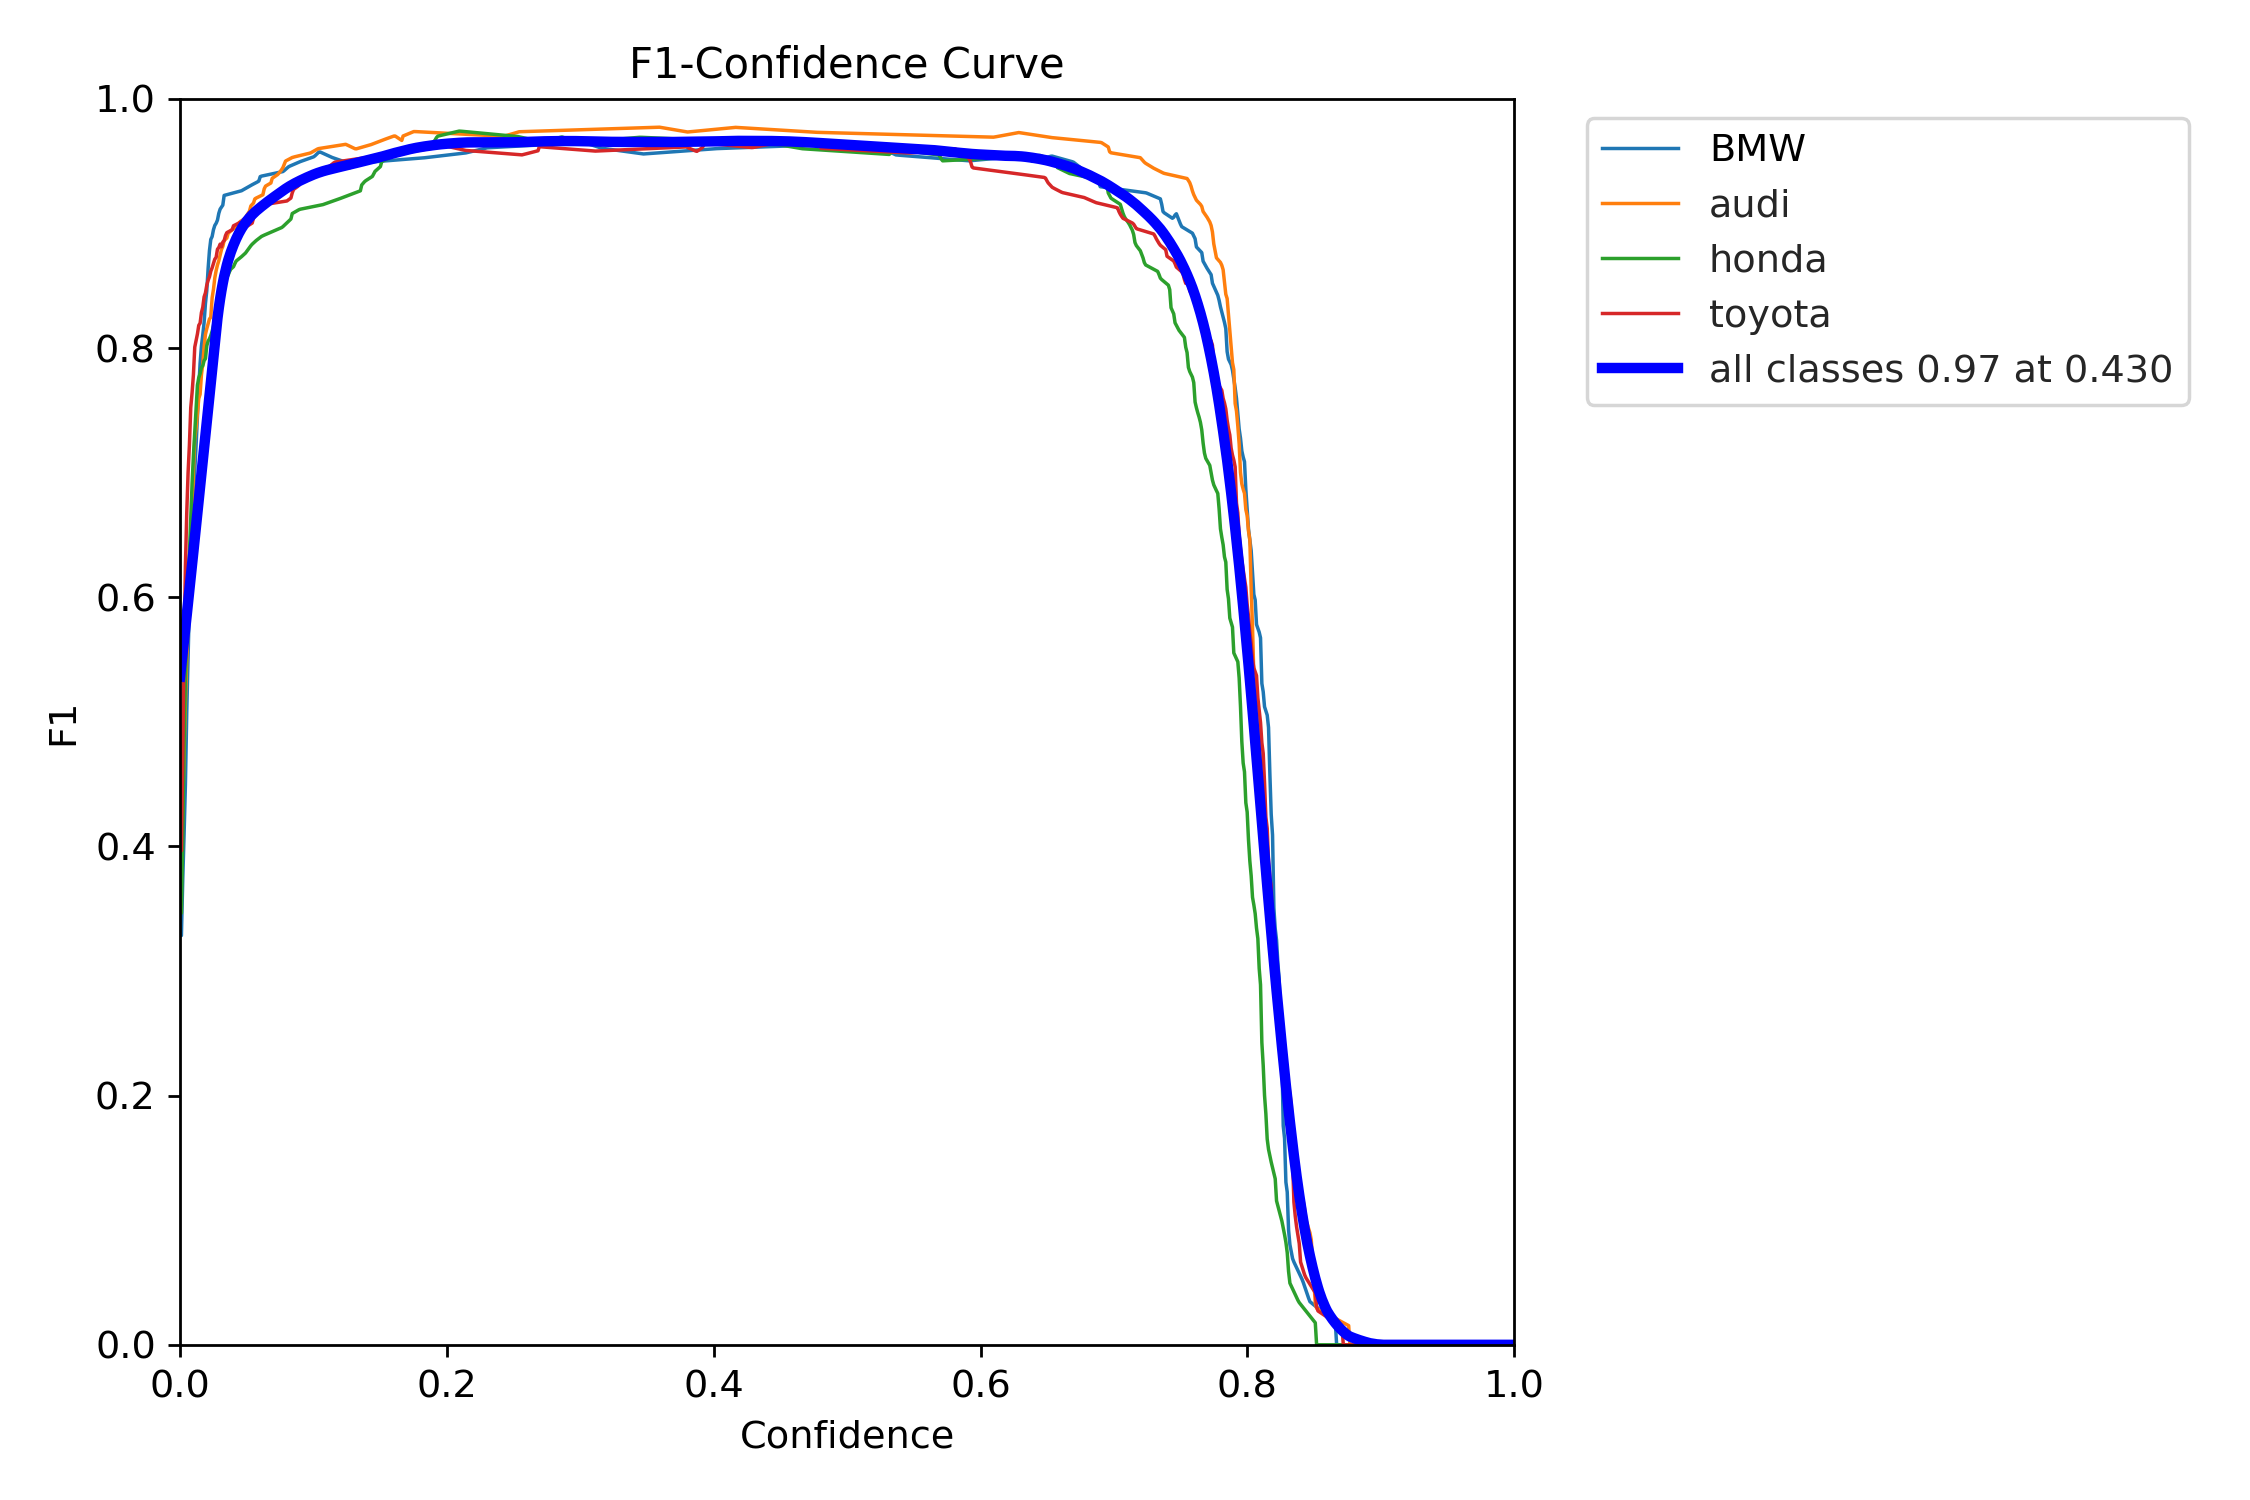 F1-Confidence Curve
1.0
0.8
0.6
0.4
0.2
0.0
F1
0.0 0.2 0.4 0.6 0.8 1.0
Confidence
BMW
audi
honda
toyota
all classes 0.97 at 0.430